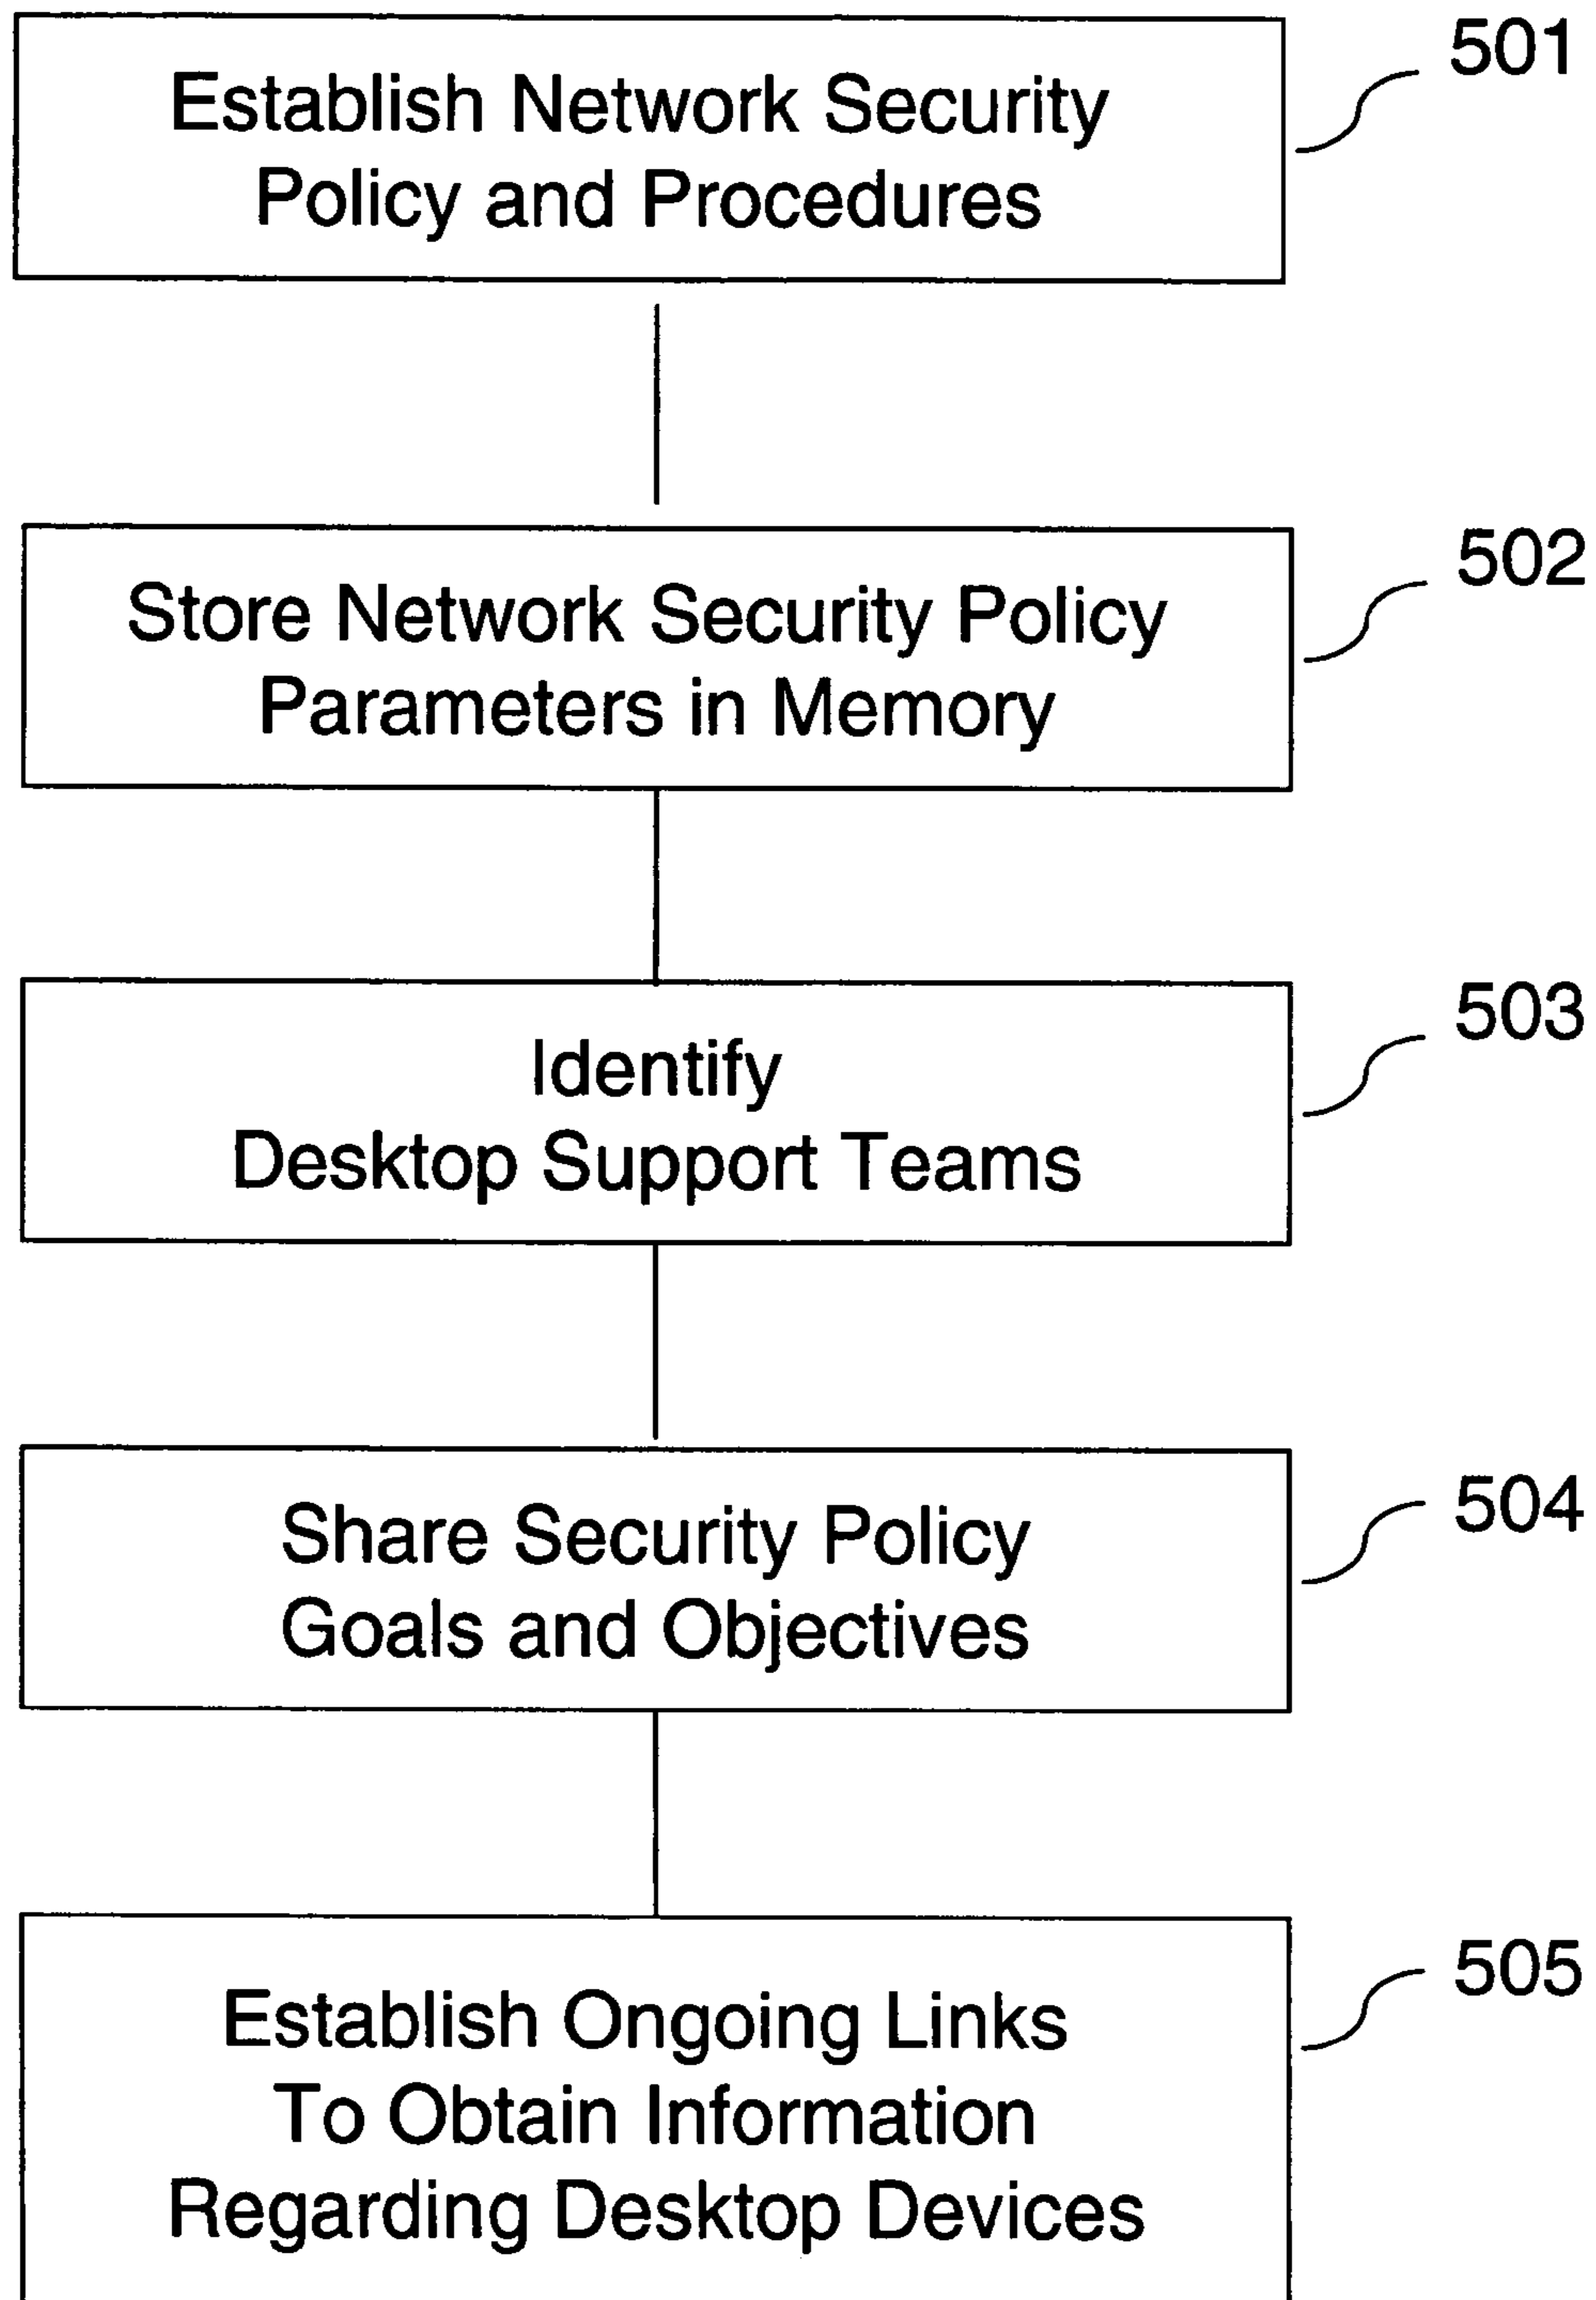 501
Establish Network Security
Policy and Procedures
502
Store Network Security Policy
Parameters in Memory
503
Identify
Desktop Support Teams
504
Share Security Policy
Goals and Objectives
505
Establish Ongoing Links
To Obtain Information
Regarding Desktop Devices